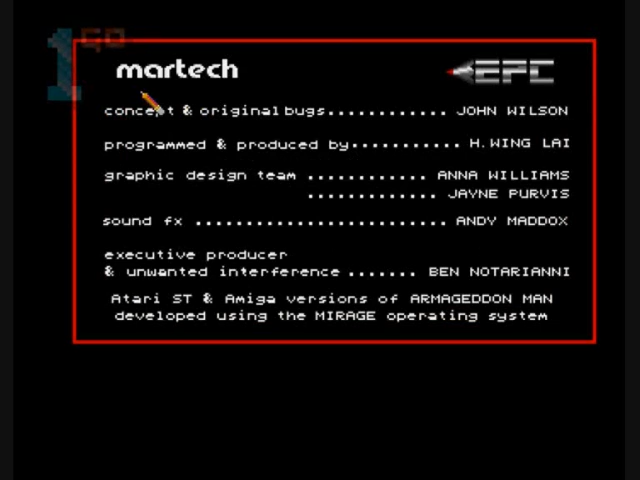 martech EPC
concept & original bugs............ JOHN WILSON
programmed & produced by........... H.WING LAI
graphic design team ............ ANNA WILLIAMS
............ JAYNE PURVIS
sound fx ......................... ANDY MADDOX
executive producer
& unwanted interference ....... BEN NOTARIANNI
Atari ST & Amiga versions of ARMAGEDDON MAN
developed using the MIRAGE operating system